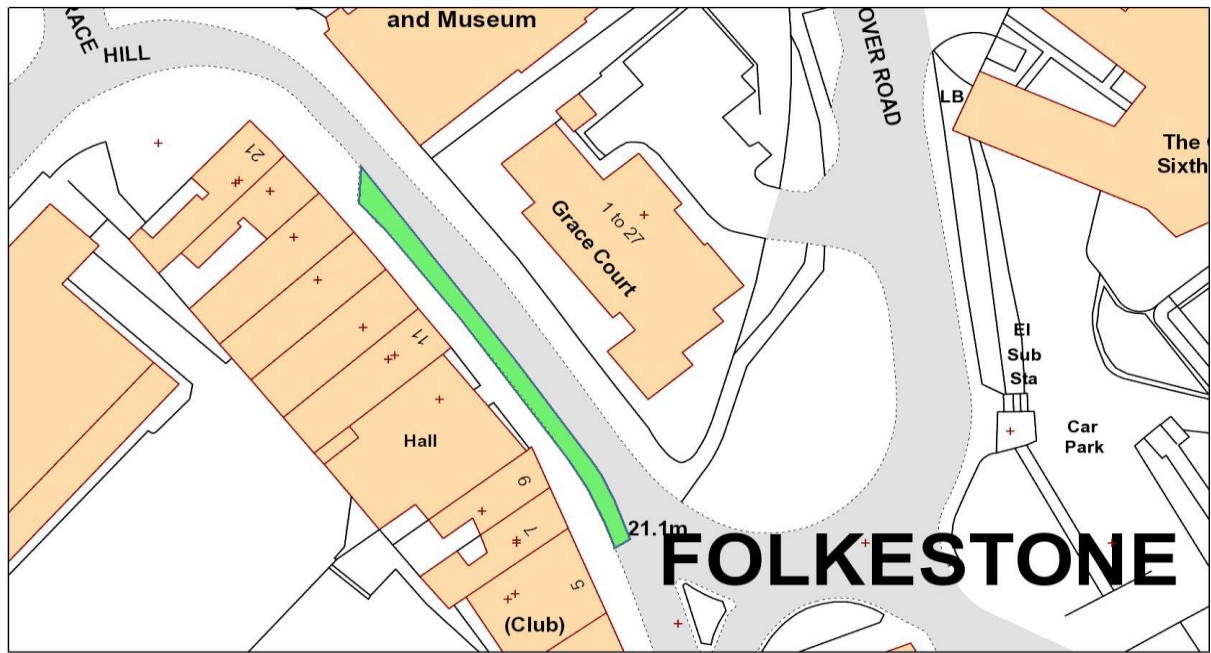 and Museum
RACE
HILL
OVER ROAD
LB
The
Sixth
21
1 to 27
Grace Court
11
El
Sub
Sta
Car
Park
Hall
9
7
5
21.1m
FOLKESTONE
(Club)